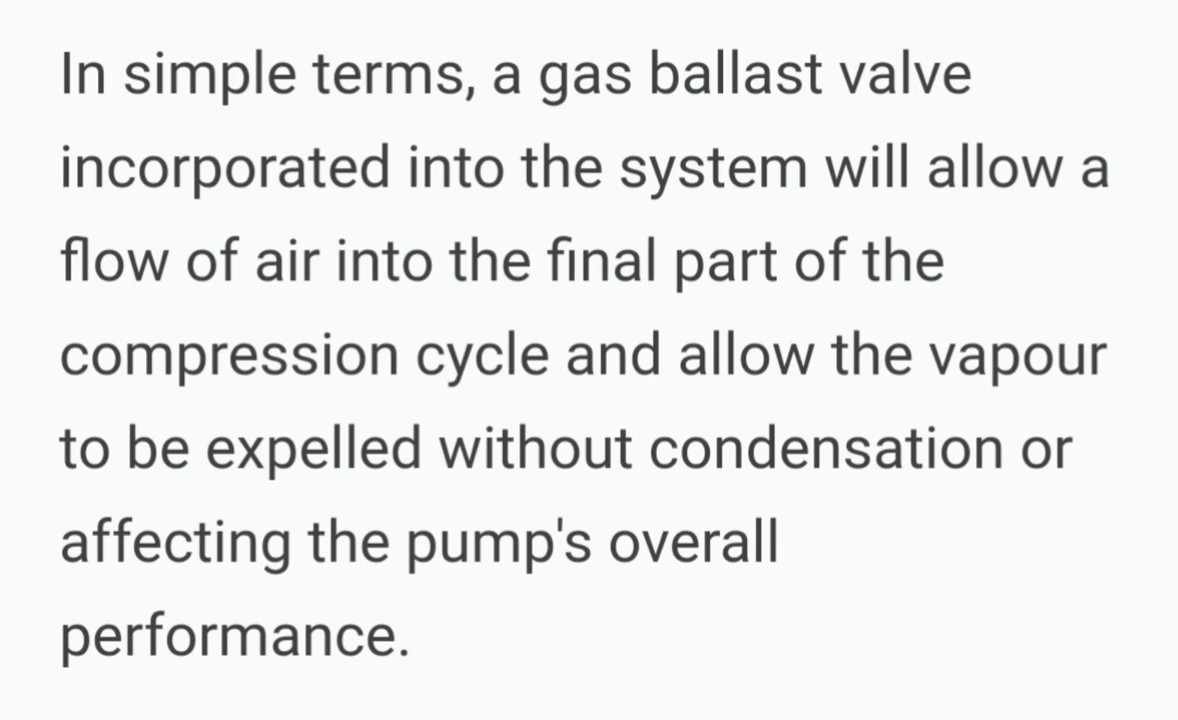 In simple terms, a gas ballast valve
incorporated into the system will allow a
flow of air into the final part of the
compression cycle and allow the vapour
to be expelled without condensation or
affecting the pump's overall
performance.